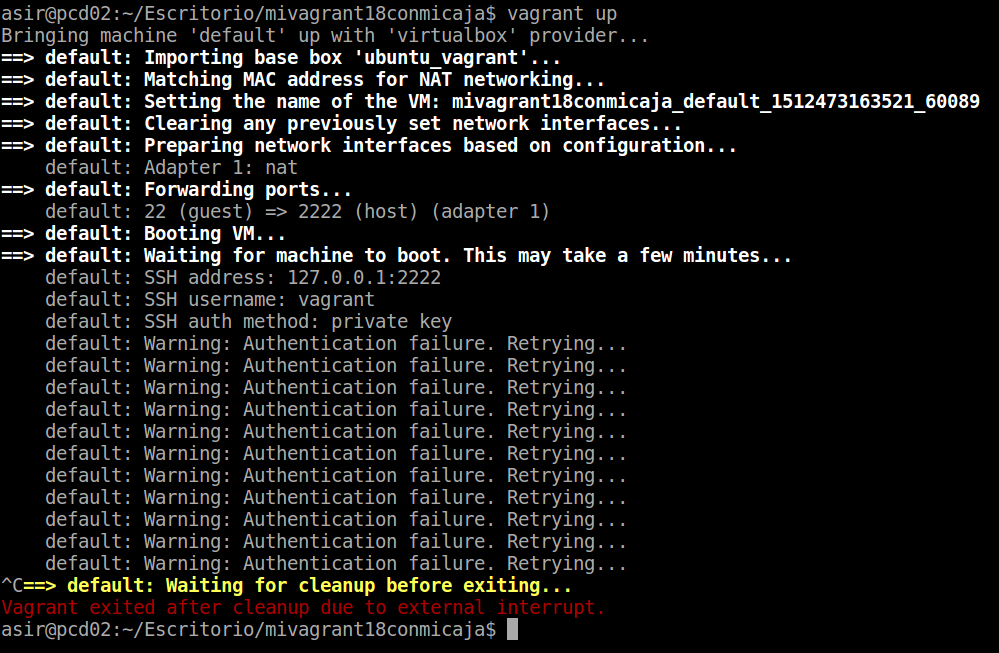 asir@pcd02:~/Escritorio/mivagrant18conmicaja$ vagrant up
Bringing machine 'default' up with 'virtualbox' provider...
==> default: Importing base box 'ubuntu_vagrant'...
==> default: Matching MAC address for NAT networking...
==> default: Setting the name of the VM: mivagrant18conmicaja_default_1512473163521_60089
==> default: Clearing any previously set network interfaces...
==> default: Preparing network interfaces based on configuration...
    default: Adapter 1: nat
==> default: Forwarding ports...
    default: 22 (guest) => 2222 (host) (adapter 1)
==> default: Booting VM...
==> default: Waiting for machine to boot. This may take a few minutes...
    default: SSH address: 127.0.0.1:2222
    default: SSH username: vagrant
    default: SSH auth method: private key
    default: Warning: Authentication failure. Retrying...
    default: Warning: Authentication failure. Retrying...
    default: Warning: Authentication failure. Retrying...
    default: Warning: Authentication failure. Retrying...
    default: Warning: Authentication failure. Retrying...
    default: Warning: Authentication failure. Retrying...
    default: Warning: Authentication failure. Retrying...
    default: Warning: Authentication failure. Retrying...
    default: Warning: Authentication failure. Retrying...
    default: Warning: Authentication failure. Retrying...
    default: Warning: Authentication failure. Retrying...
^C==> default: Waiting for cleanup before exiting...
Vagrant exited after cleanup due to external interrupt.
asir@pcd02:~/Escritorio/mivagrant18conmicaja$